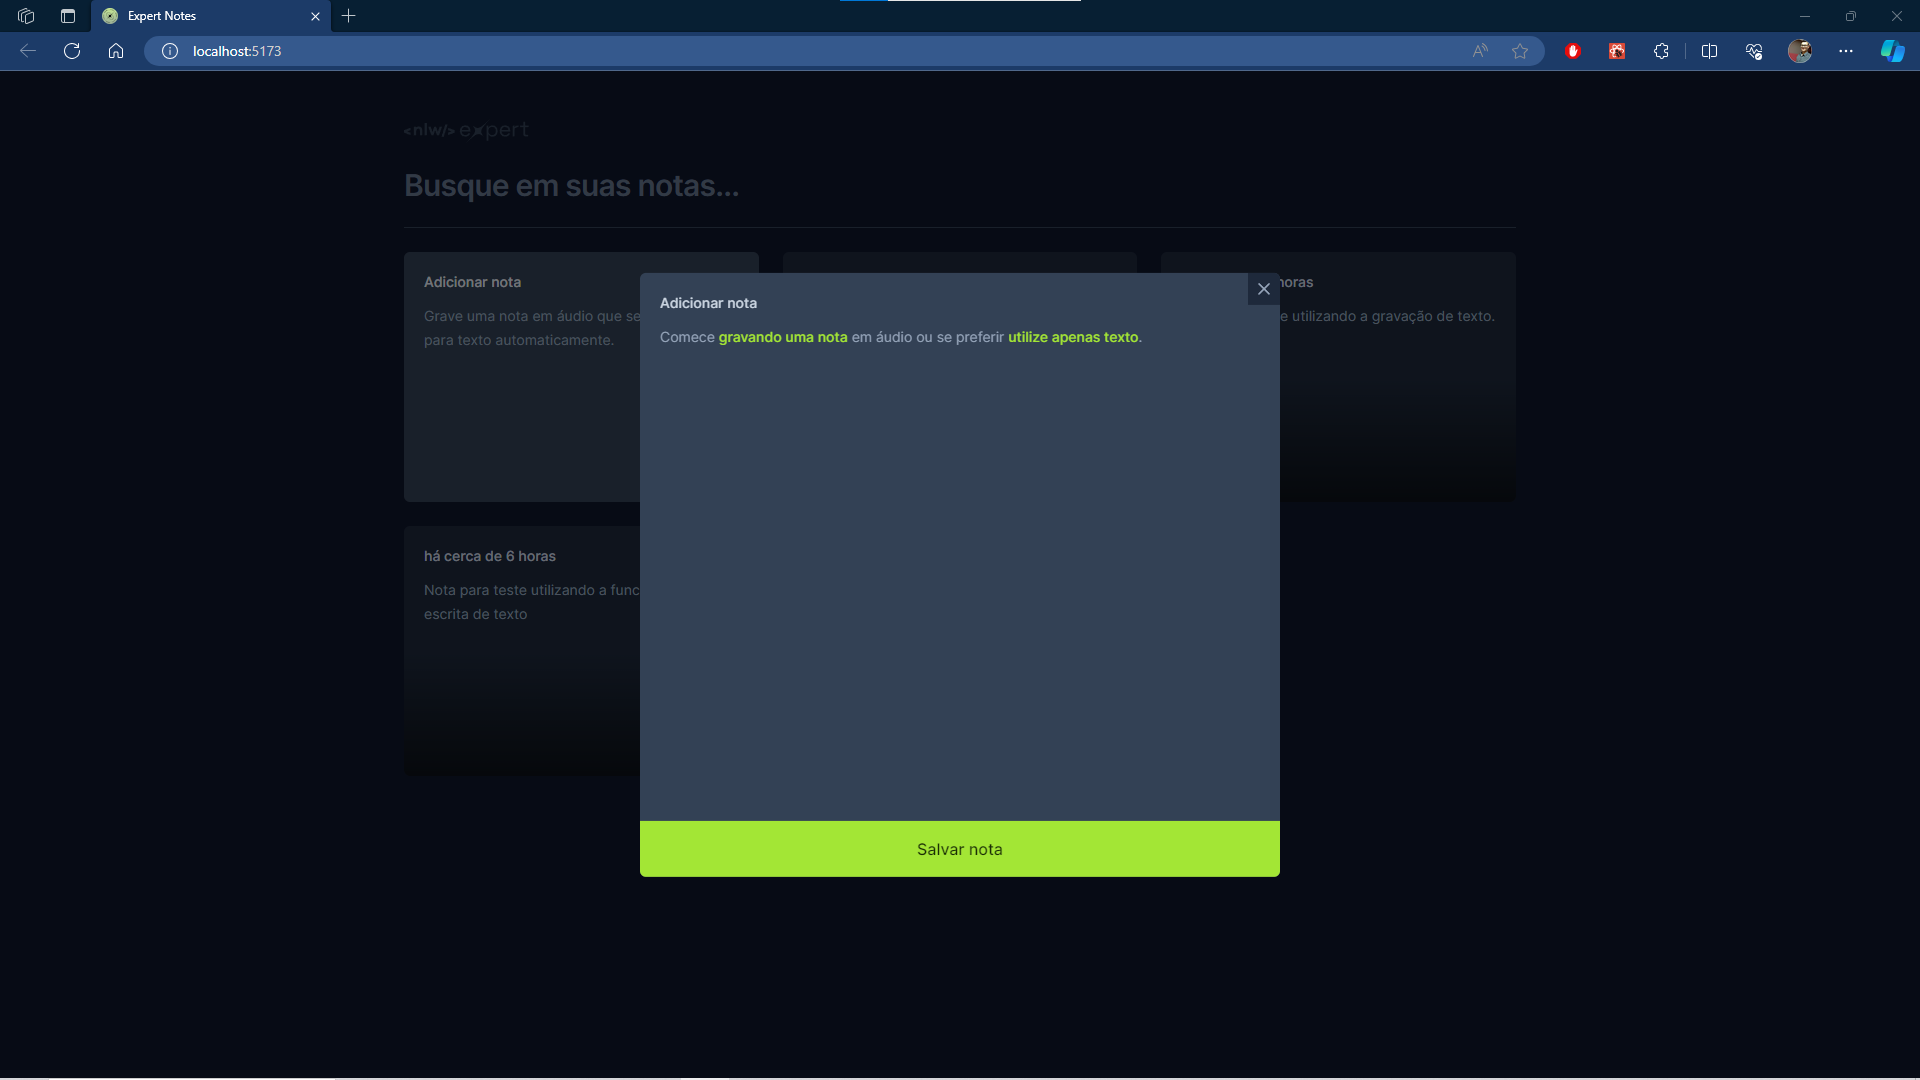 Expert Notes
localhost:5173
<nlw/> expert
Busque em suas notas...
Adicionar nota
Grave uma nota em áudio que se
para texto automaticamente.
horas
e utilizando a gravação de texto.
Adicionar nota
Comece gravando uma nota em áudio ou se preferir utilize apenas texto.
há cerca de 6 horas
Nota para teste utilizando a func
escrita de texto
Salvar nota